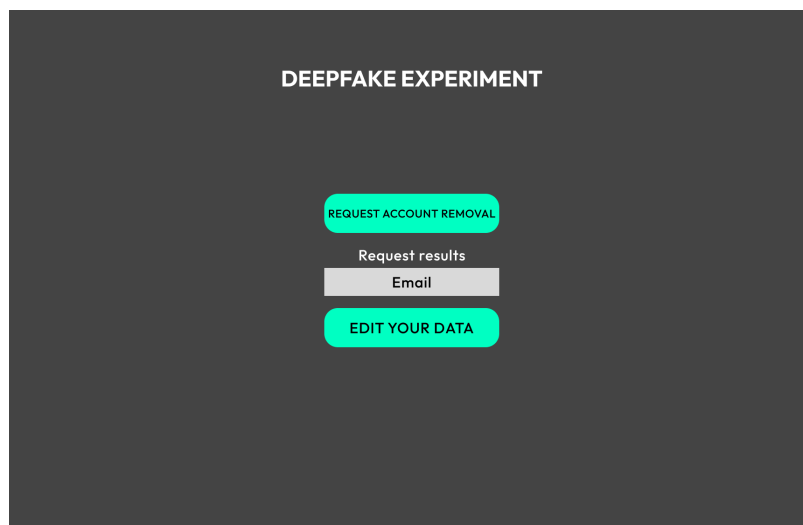 DEEPFAKE EXPERIMENT
REQUEST ACCOUNT REMOVAL
Request results
Email
EDIT YOUR DATA